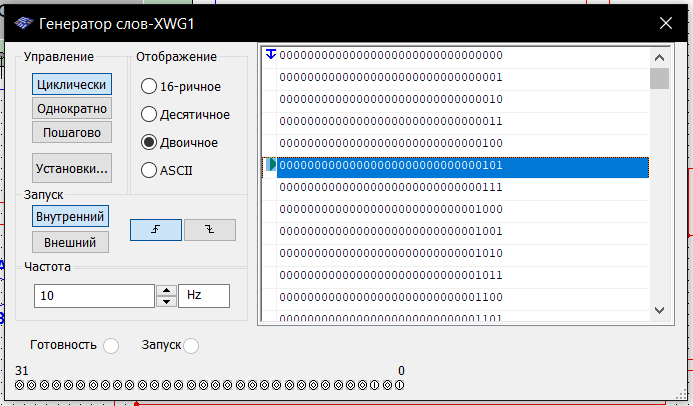 Генератор слов-XWG1
Управление
Циклически
Однократно
Пошагово
Установки...
Отображение
16-ричное
Десятичное
Двоичное
ASCII
Запуск
Внутренний
Внешний
Частота
10 Hz
00000000000000000000000000000000
00000000000000000000000000000001
00000000000000000000000000000010
00000000000000000000000000000011
00000000000000000000000000000100
00000000000000000000000000000101
00000000000000000000000000000111
00000000000000000000000000001000
00000000000000000000000000001001
00000000000000000000000000001010
00000000000000000000000000001011
00000000000000000000000000001100
00000000000000000000000000001101
Готовность Запуск
31 0